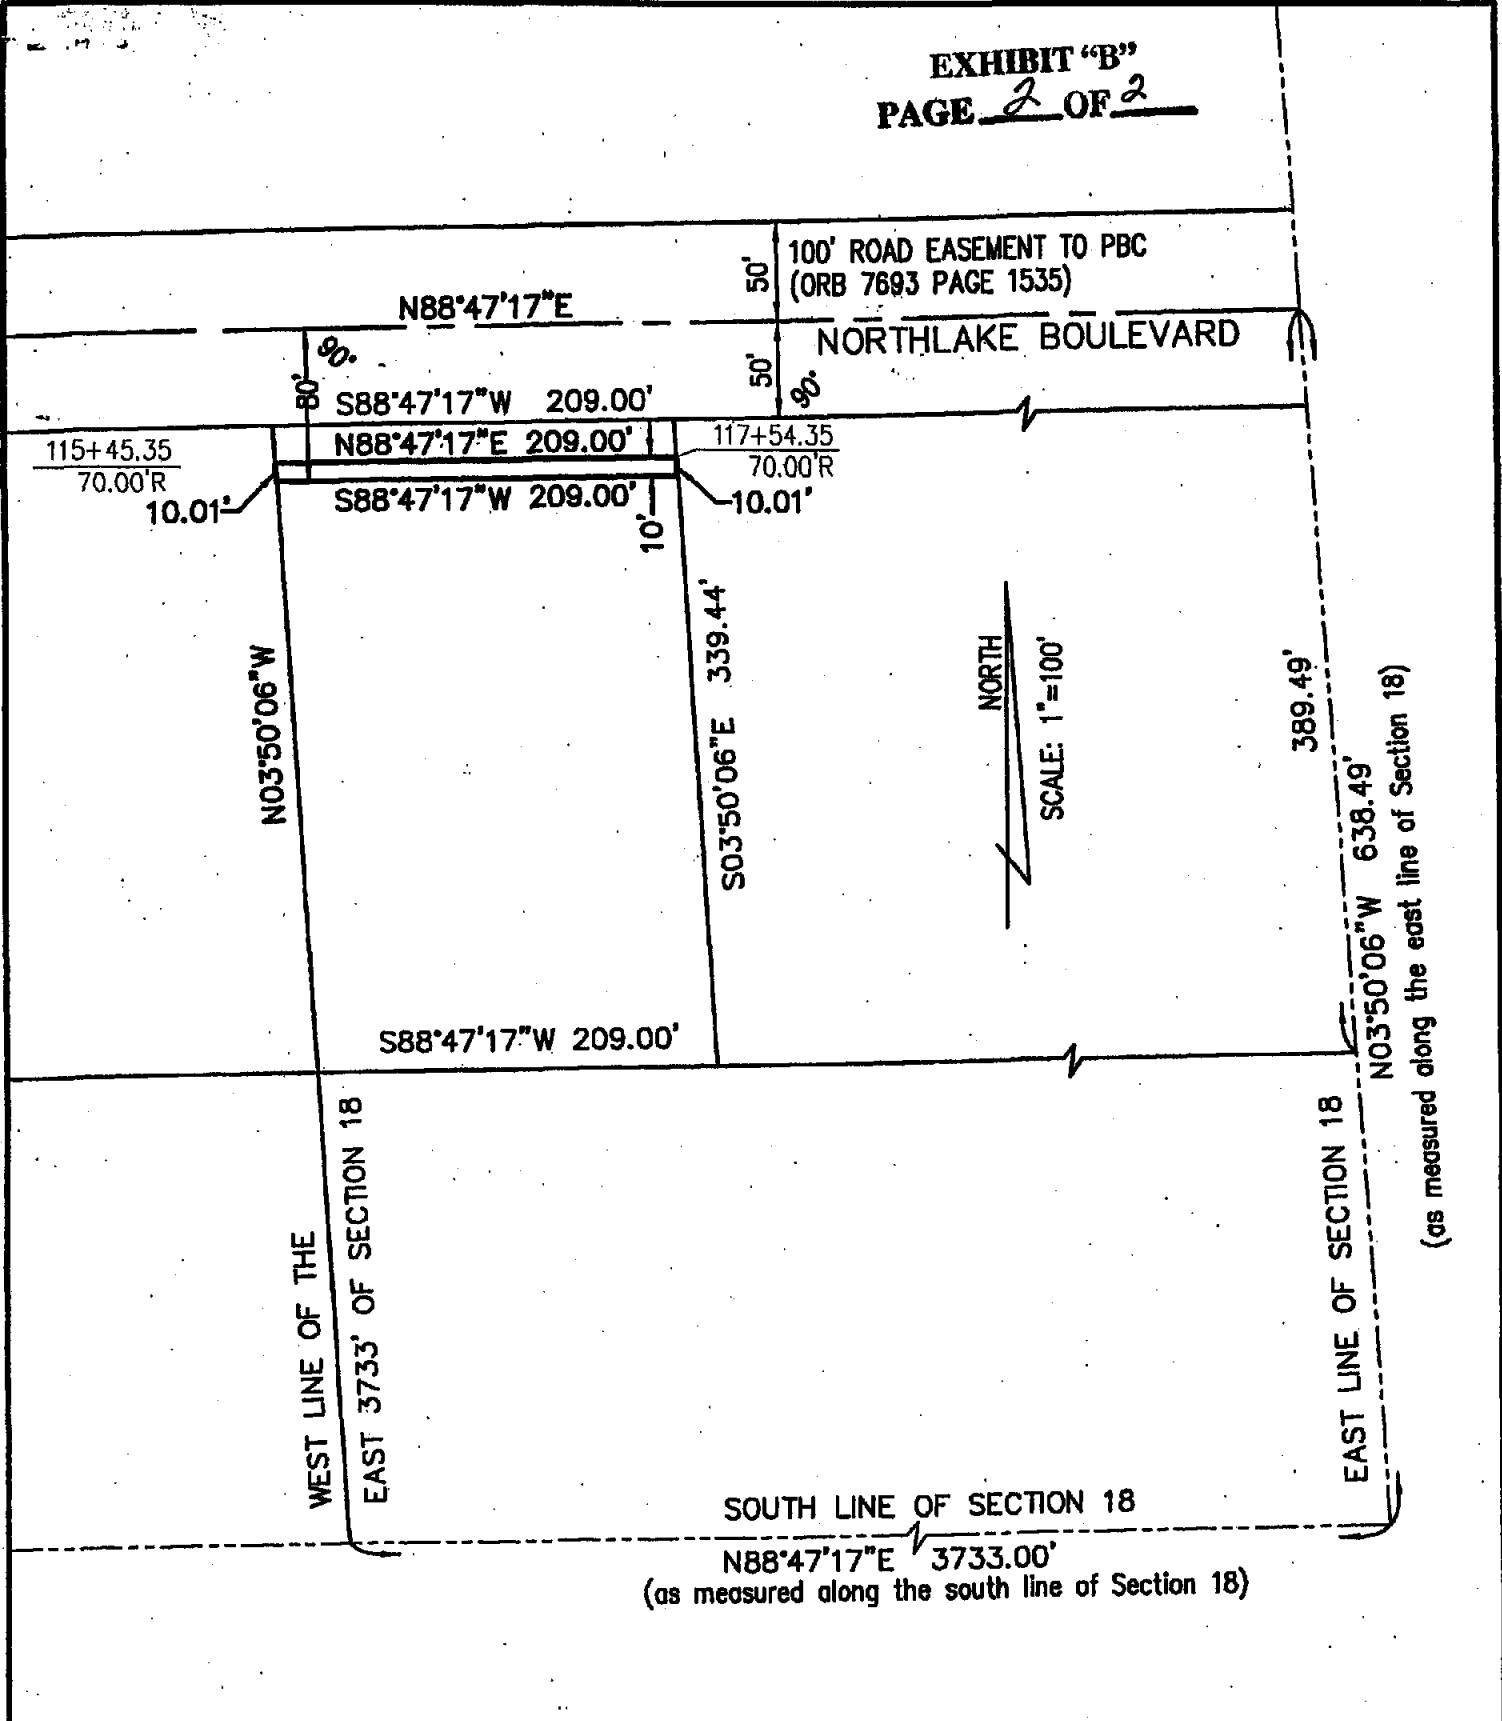 EXHIBIT “B”
PAGE 2 OF 2
100' ROAD EASEMENT TO PBC
(ORB 7693 PAGE 1535)
50'
N88°47'17"E
NORTHLAKE BOULEVARD
90°
80'
50'
90°
S88°47'17"W 209.00'
115+45.35
70.00'R
N88°47'17"E 209.00'
117+54.35
70.00'R
10.01'
S88°47'17"W 209.00'
10.01'
10'
N03°50'06"W
S03°50'06"E 339.44'
NORTH
SCALE: 1"=100'
389.49'
N03°50'06"W 638.49'
(as measured along the east line of Section 18)
S88°47'17"W 209.00'
WEST LINE OF THE
EAST 3733' OF SECTION 18
EAST LINE OF SECTION 18
SOUTH LINE OF SECTION 18
N88°47'17"E 3733.00'
(as measured along the south line of Section 18)